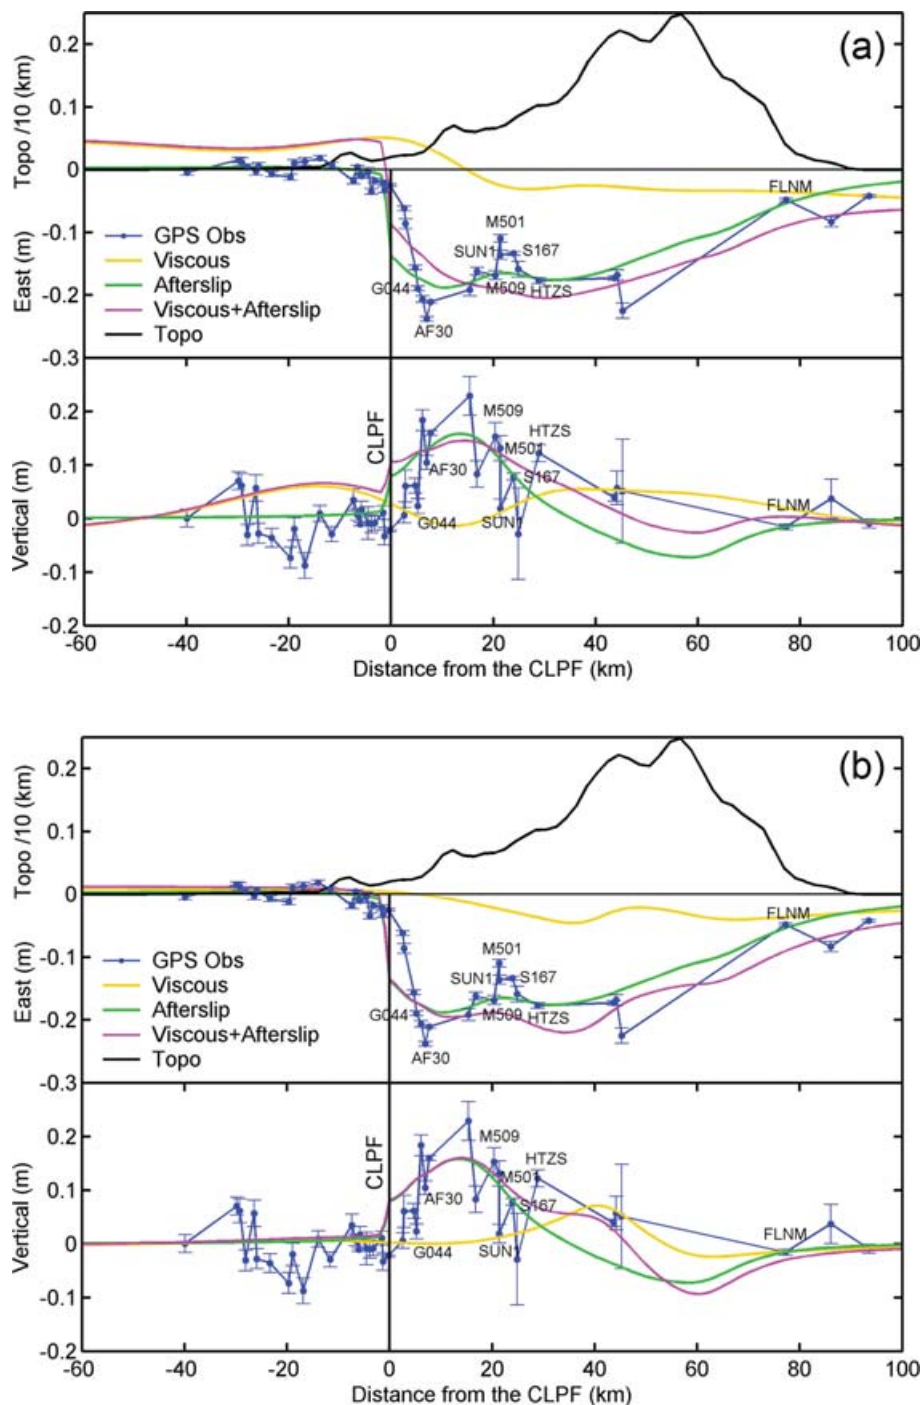 (a)
0.2
0.1
0
-0.1
-0.2
-0.3
Topo /10 (km)
East (m)
GPS Obs
Viscous
Afterslip
Viscous+Afterslip
Topo
FLNM
M501
SUN1
S167
G044
M509
HTZS
AF30
0.2
0.1
0
-0.1
-0.2
Vertical (m)
CLPF
M509
HTZS
M501
AF30
S167
G044
SUN1
FLNM
-60 -40 -20 0 20 40 60 80 100
Distance from the CLPF (km)
(b)
0.2
0.1
0
-0.1
-0.2
-0.3
Topo /10 (km)
East (m)
GPS Obs
Viscous
Afterslip
Viscous+Afterslip
Topo
FLNM
M501
SUN1
S167
G044
M509
HTZS
AF30
0.2
0.1
0
-0.1
-0.2
Vertical (m)
CLPF
M509
HTZS
M501
AF30
S167
G044
SUN1
FLNM
-60 -40 -20 0 20 40 60 80 100
Distance from the CLPF (km)